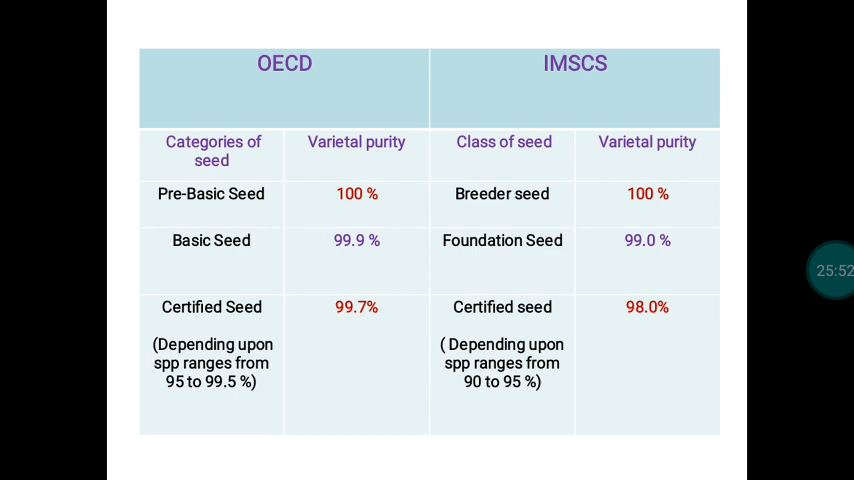 OECD IMSCS
Categories of seed Varietal purity Class of seed Varietal purity
Pre-Basic Seed 100 % Breeder seed 100 %
Basic Seed 99.9 % Foundation Seed 99.0 %
Certified Seed 99.7% Certified seed 98.0%
(Depending upon ( Depending upon
spp ranges from spp ranges from
95 to 99.5 %) 90 to 95 %)
25:52